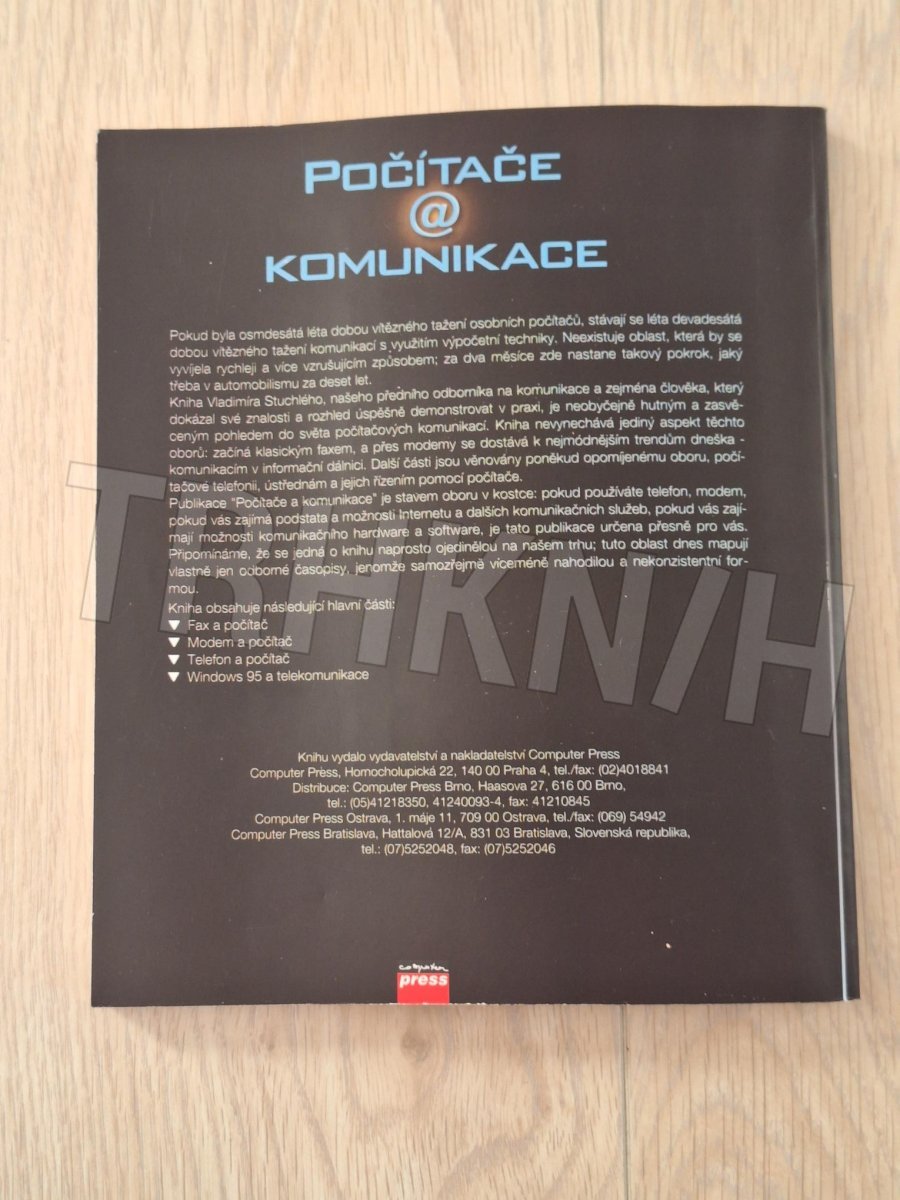 POČÍTAČE
@
KOMUNIKACE
Pokud byla osmdesátá léta dobou vítězného tažení osobních počítačů, stávají se léta devadesátá
dobou vítězného tažení komunikací s využitím výpočetní techniky. Neexistuje oblast, která by se
vyvíjela rychleji a více vzrušujícím způsobem; za dva měsíce zde nastane takový pokrok, jaký
třeba v automobilismu za deset let.
Kniha Vladimíra Stuchlého, našeho předního odborníka na komunikace a zejména člověka, který
dokázal své znalosti a rozhled úspěšně demonstrovat v praxi, je neobyčejně hutným a zasvě-
ceným pohledem do světa počítačových komunikací. Kniha nevynechává jediný aspekt těchto
oborů: začíná klasickým faxem, a přes modemy se dostává k nejmódnějším trendům dneška -
komunikacím v informační dálnici. Další části jsou věnovány poněkud opomíjenému oboru, počí-
tačové telefonii, ústřednám a jejich řízením pomocí počítače.
Publikace "Počítače a komunikace" je stavem oboru v kostce: pokud používáte telefon, modem,
pokud vás zajímá podstata a možnosti Internetu a dalších komunikačních služeb, pokud vás zají-
mají možnosti komunikačního hardware a software, je tato publikace určena přesně pro vás.
Připomínáme, že se jedná o knihu naprosto ojedinělou na našem trhu; tuto oblast dnes mapují
vlastně jen odborné časopisy, jenomže samozřejmě víceméně nahodilou a nekonzistentní for-
mou.
Kniha obsahuje následující hlavní části:
▼ Fax a počítač
▼ Modem a počítač
▼ Telefon a počítač
▼ Windows 95 a telekomunikace
TRHKNIH
Knihu vydalo vydavatelství a nakladatelství Computer Press
Computer Press, Hornocholupická 22, 140 00 Praha 4, tel./fax: (02)4018841
Distribuce: Computer Press Brno, Haasova 27, 616 00 Brno,
tel.: (05)41218350, 41240093-4, fax: 41210845
Computer Press Ostrava, 1. máje 11, 709 00 Ostrava, tel./fax: (069) 54942
Computer Press Bratislava, Hattalová 12/A, 831 03 Bratislava, Slovenská republika,
tel.: (07)5252048, fax: (07)5252046
computer
press